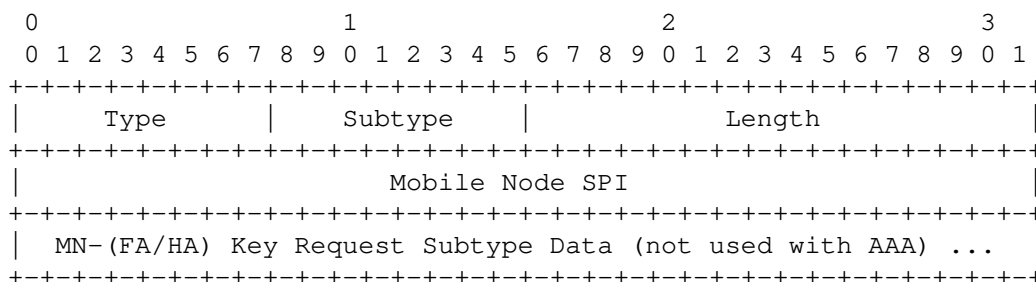 0                   1                   2                   3
 0 1 2 3 4 5 6 7 8 9 0 1 2 3 4 5 6 7 8 9 0 1 2 3 4 5 6 7 8 9 0 1
+-+-+-+-+-+-+-+-+-+-+-+-+-+-+-+-+-+-+-+-+-+-+-+-+-+-+-+-+-+-+-+-+
|     Type      |    Subtype    |            Length             |
+-+-+-+-+-+-+-+-+-+-+-+-+-+-+-+-+-+-+-+-+-+-+-+-+-+-+-+-+-+-+-+-+
|                      Mobile Node SPI                          |
+-+-+-+-+-+-+-+-+-+-+-+-+-+-+-+-+-+-+-+-+-+-+-+-+-+-+-+-+-+-+-+-+
|  MN-(FA/HA) Key Request Subtype Data (not used with AAA) ...
+-+-+-+-+-+-+-+-+-+-+-+-+-+-+-+-+-+-+-+-+-+-+-+-+-+-+-+-+-+-+-+-+